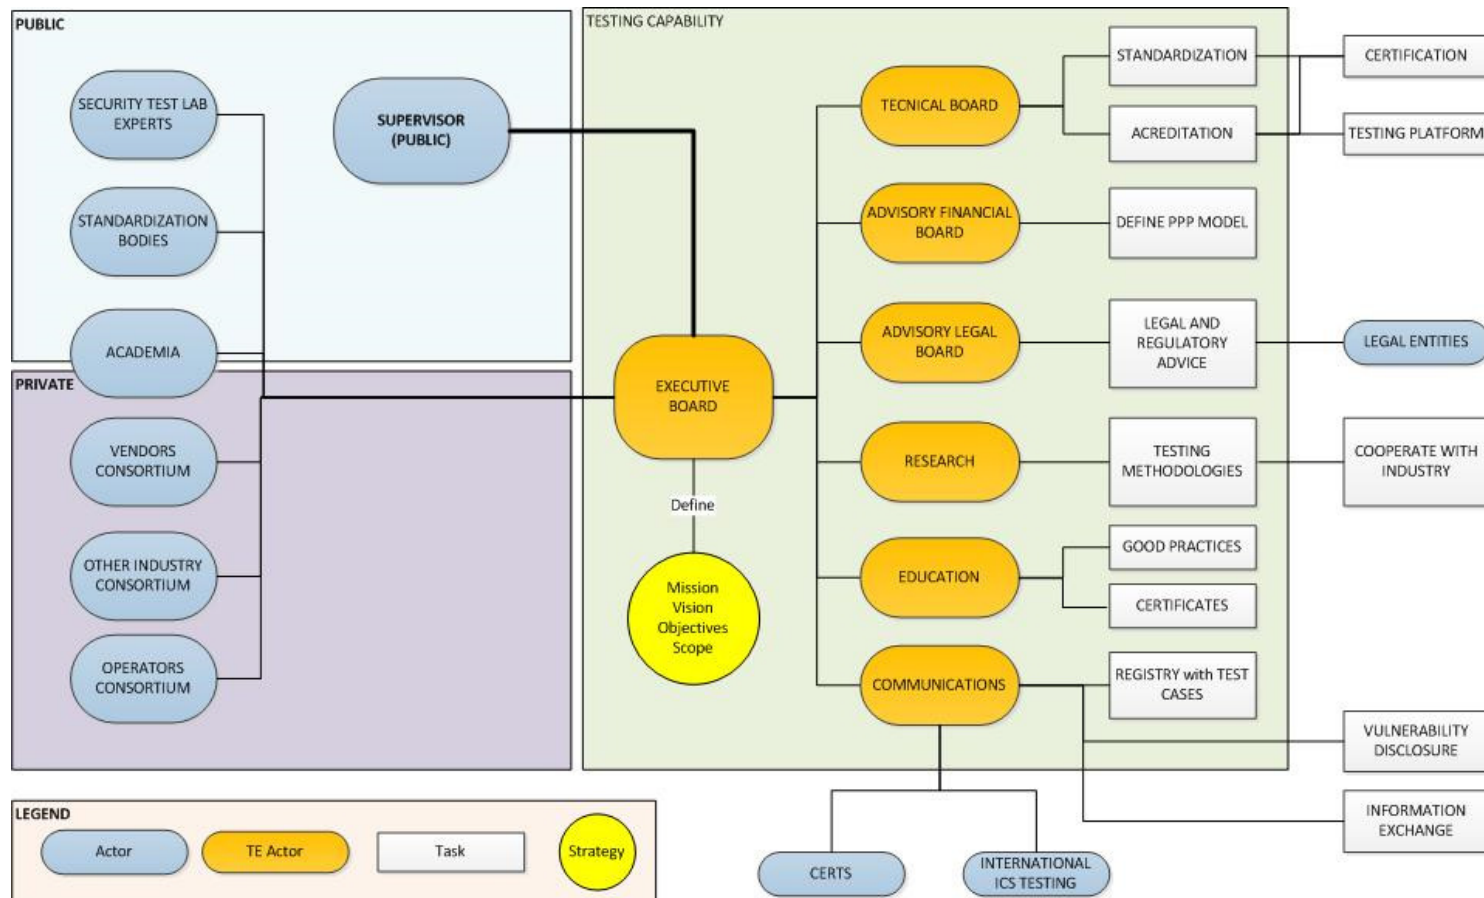 PUBLIC
SECURITY TEST LAB
EXPERTS
SUPERVISOR
(PUBLIC)
STANDARDIZATION
BODIES
ACADEMIA
PRIVATE
VENDORS
CONSORTIUM
OTHER INDUSTRY
CONSORTIUM
OPERATORS
CONSORTIUM
TESTING CAPABILITY
EXECUTIVE
BOARD
Define
Mission
Vision
Objectives
Scope
TECNICAL BOARD
STANDARDIZATION
ACREDITATION
CERTIFICATION
TESTING PLATFORM
ADVISORY FINANCIAL
BOARD
DEFINE PPP MODEL
ADVISORY LEGAL
BOARD
LEGAL AND
REGULATORY
ADVICE
LEGAL ENTITIES
RESEARCH
TESTING
METHODOLOGIES
COOPERATE WITH
INDUSTRY
EDUCATION
GOOD PRACTICES
CERTIFICATES
COMMUNICATIONS
REGISTRY with TEST
CASES
VULNERABILITY
DISCLOSURE
INFORMATION
EXCHANGE
CERTS
INTERNATIONAL
ICS TESTING
LEGEND
Actor
TE Actor
Task
Strategy